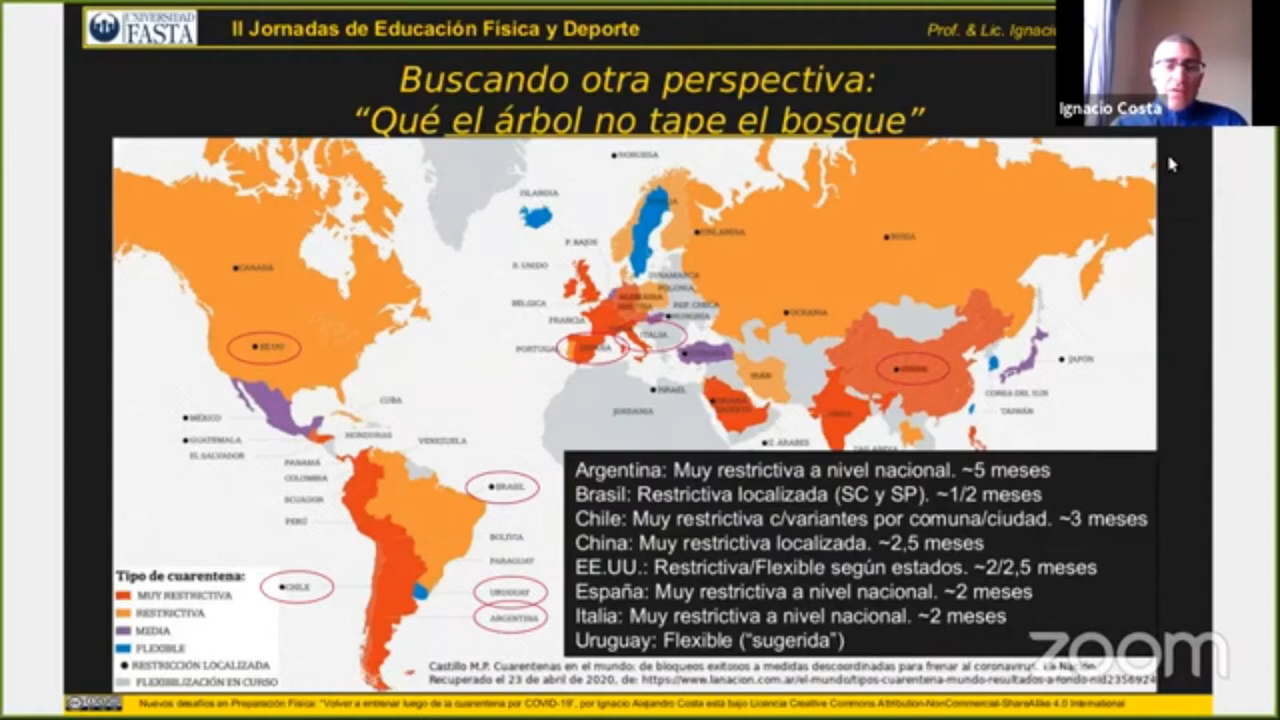 UNIVERSIDAD
FASTA
II Jornadas de Educación Física y Deporte
Prof. & Lic. Ignacio
Ignacio Costa
Buscando otra perspectiva:
“Qué el árbol no tape el bosque”
NORUEGA
ISLANDIA
FINLANDIA
RUSIA
P. BAJOS
R. UNIDO
CANADÁ
DINAMARCA
POLONIA
ALEMANIA
REP. CHECA
BÉLGICA
HUNGRÍA
UCRANIA
FRANCIA
ITALIA
EE.UU
PORTUGAL
ESPAÑA
JAPÓN
CHINA
IRÁN
ISRAEL
COREA DEL SUR
CUBA
JORDANIA
ARABIA
TAIWÁN
MÉXICO
INDIA
GUATEMALA
HONDURAS
VENEZUELA
E. ÁRABES
EL SALVADOR
PANAMÁ
COLOMBIA
BRASIL
ECUADOR
PERÚ
BOLIVIA
PARAGUAY
CHILE
URUGUAY
ARGENTINA
Argentina: Muy restrictiva a nivel nacional. ~5 meses
Brasil: Restrictiva localizada (SC y SP). ~1/2 meses
Chile: Muy restrictiva c/variantes por comuna/ciudad. ~3 meses
China: Muy restrictiva localizada. ~2,5 meses
EE.UU.: Restrictiva/Flexible según estados. ~2/2,5 meses
España: Muy restrictiva a nivel nacional. ~2 meses
Italia: Muy restrictiva a nivel nacional. ~2 meses
Uruguay: Flexible (“sugerida”)
Tipo de cuarentena:
MUY RESTRICTIVA
RESTRICTIVA
MEDIA
FLEXIBLE
RESTRICCIÓN LOCALIZADA
FLEXIBILIZACIÓN EN CURSO
zoom
Castillo M.P. Cuarentenas en el mundo: de bloqueos exitosos a medidas descoordinadas para frenar al coronavirus. La Nación.
Recuperado el 23 de abril de 2020, de: https://www.lanacion.com.ar/el-mundo/tipos-cuarentena-mundo-resultados-a-fondo-nid2356924
Nuevos desafíos en Preparación Física: "Volver a entrenar luego de la cuarentena por COVID-19", por Ignacio Alejandro Costa está bajo Licencia Creative Commons Attribution-NonCommercial-ShareAlike 4.0 International